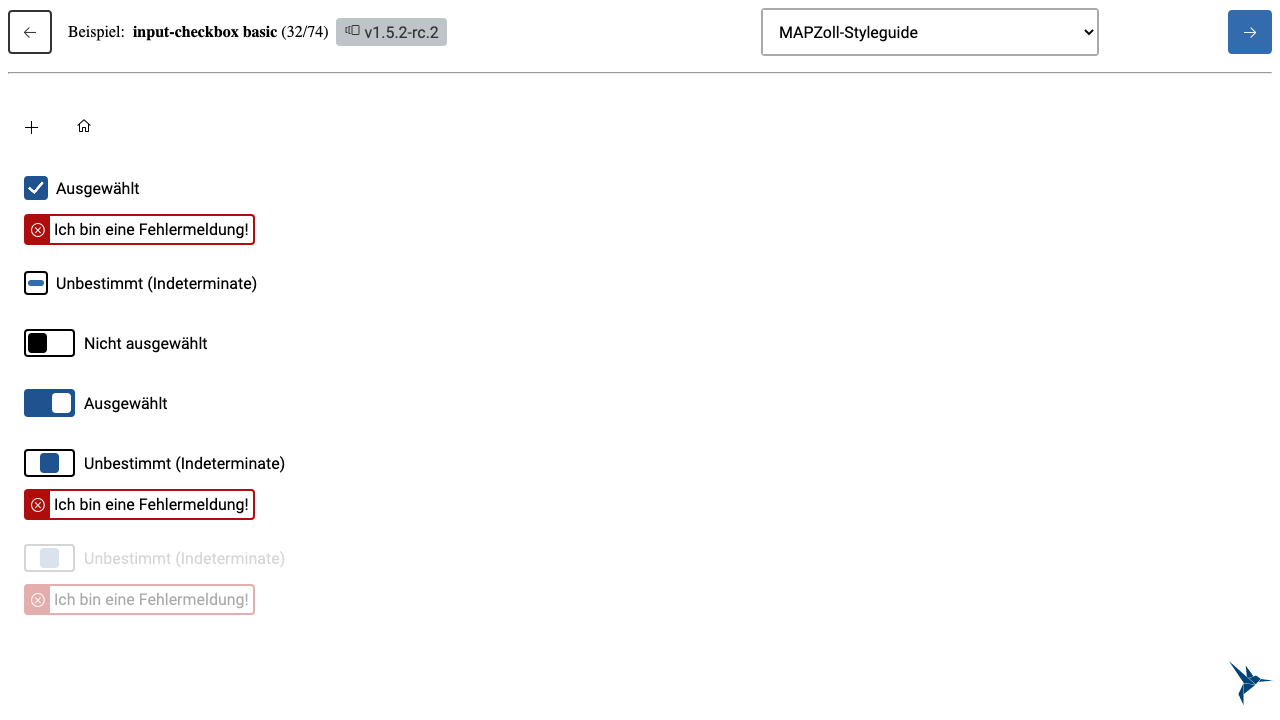 Beispiel: input-checkbox basic (32/74) v1.5.2-rc.2 MAPZoll-Styleguide
Ausgewählt
Ich bin eine Fehlermeldung!
Unbestimmt (Indeterminate)
Nicht ausgewählt
Ausgewählt
Unbestimmt (Indeterminate)
Ich bin eine Fehlermeldung!
Unbestimmt (Indeterminate)
Ich bin eine Fehlermeldung!